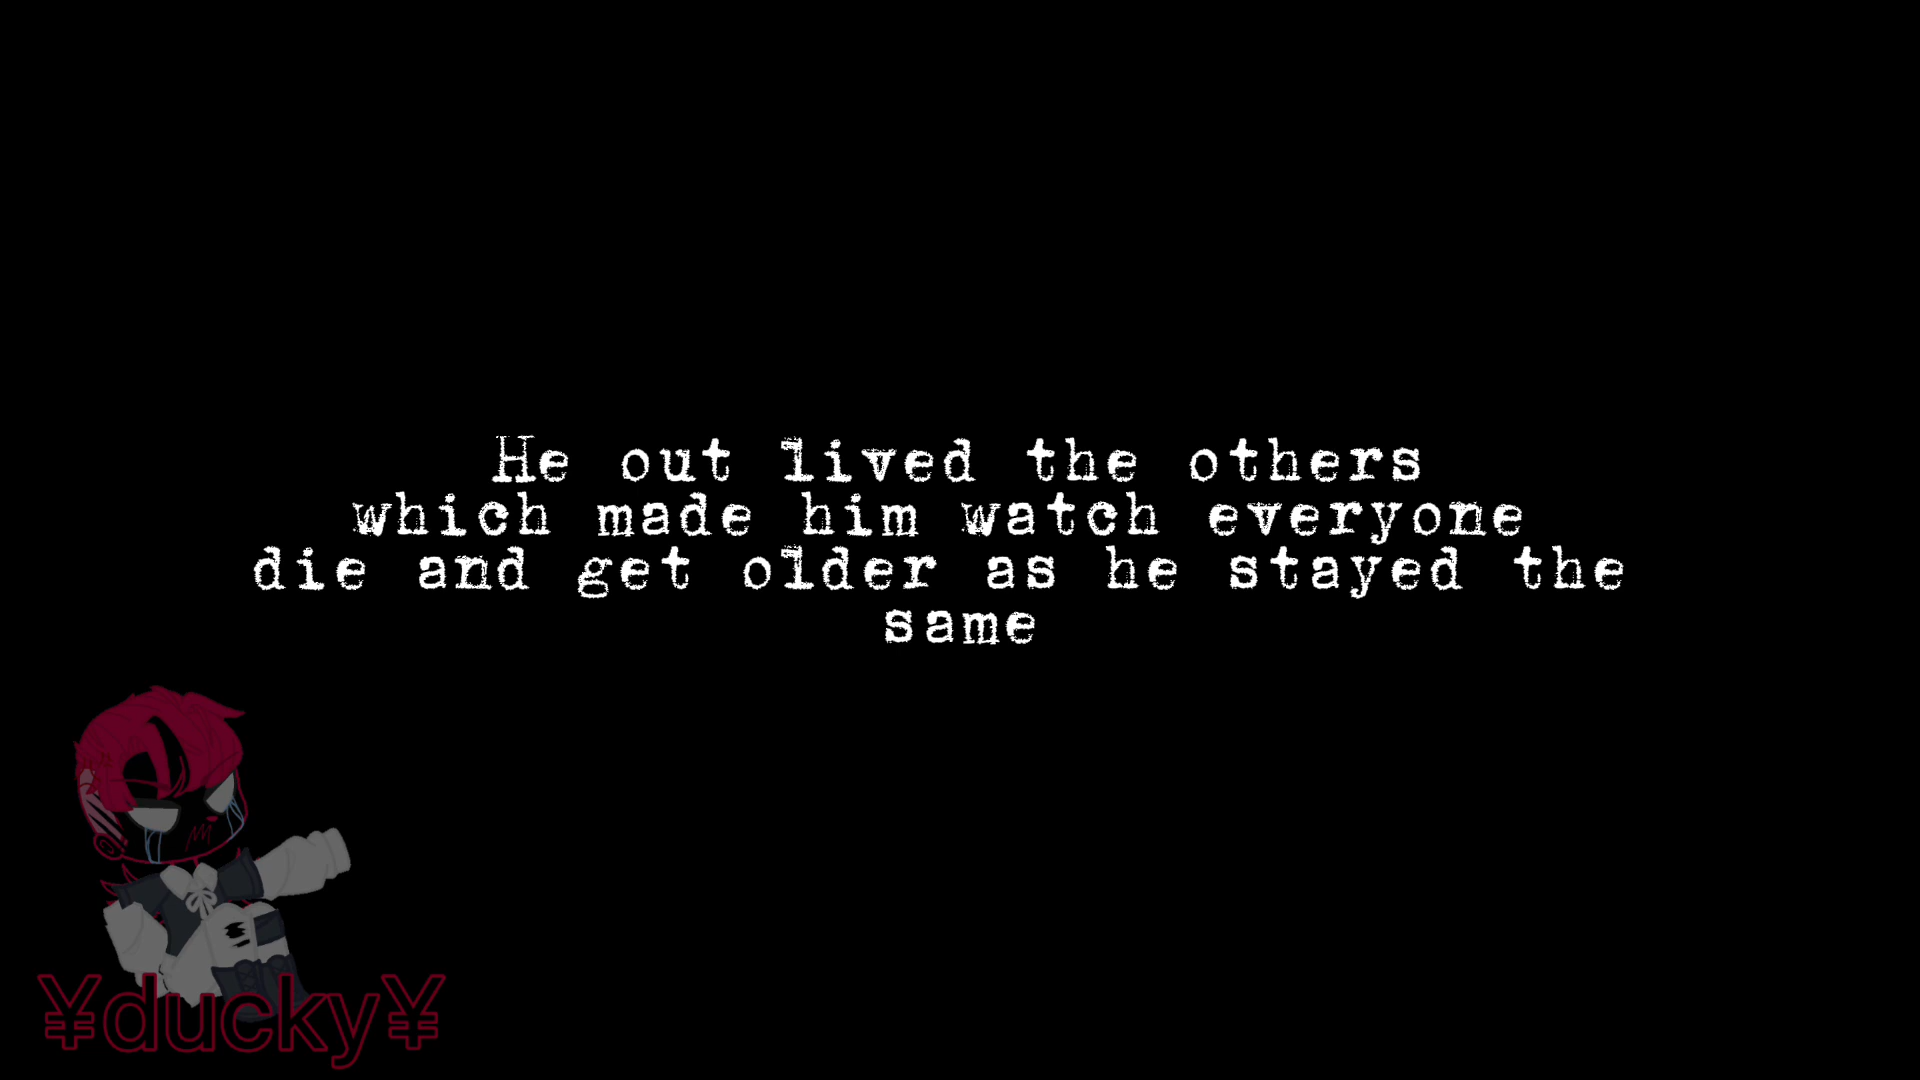 He out lived the others
which made him watch everyone
die and get older as he stayed the
same
¥ducky¥